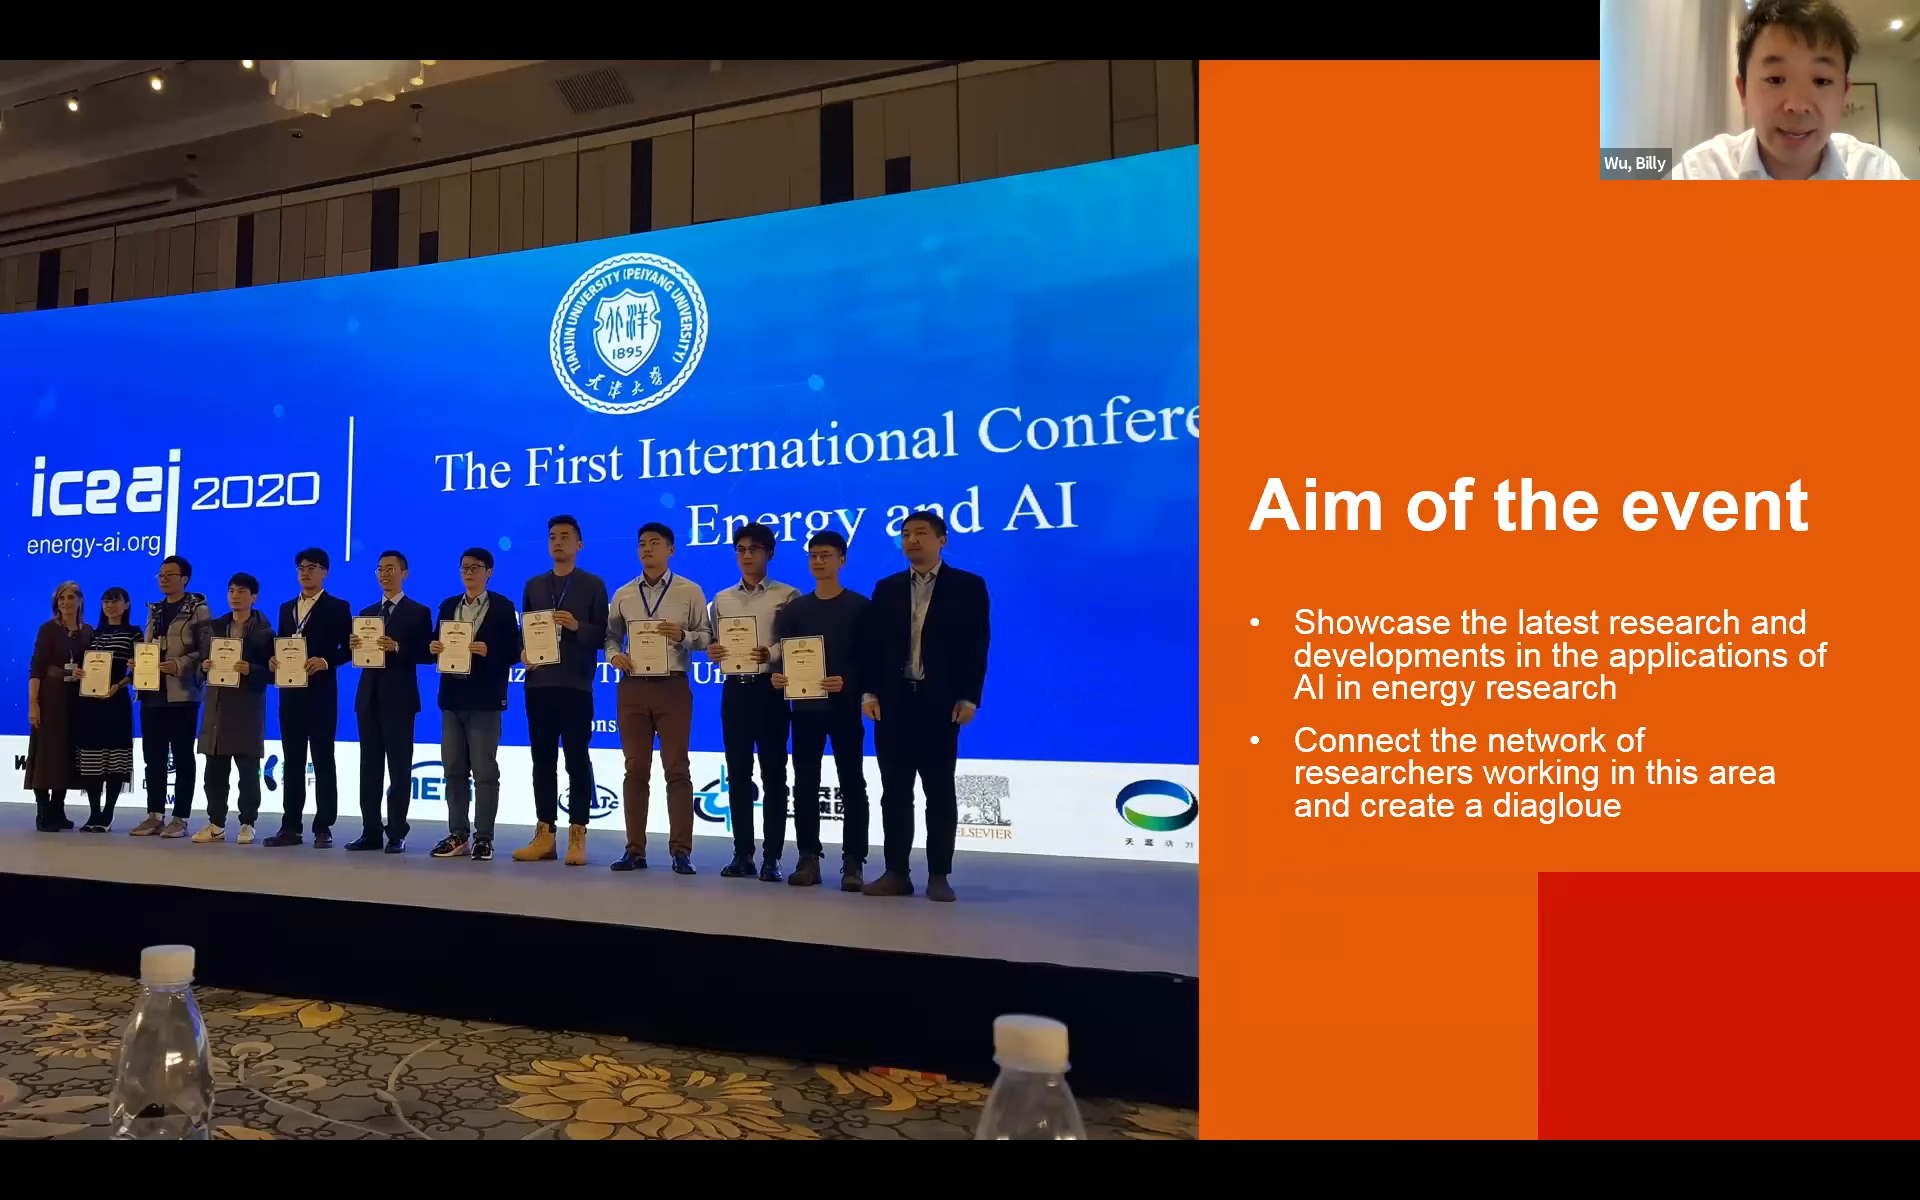 Wu, Billy
TIANJIN UNIVERSITY (PEIYANG UNIVERSITY)
北洋
1895
天津大学
iceai 2020
energy-ai.org
The First International Confere
Energy and AI
ELSEVIER
Aim of the event
• Showcase the latest research and
developments in the applications of
AI in energy research
• Connect the network of
researchers working in this area
and create a diagloue